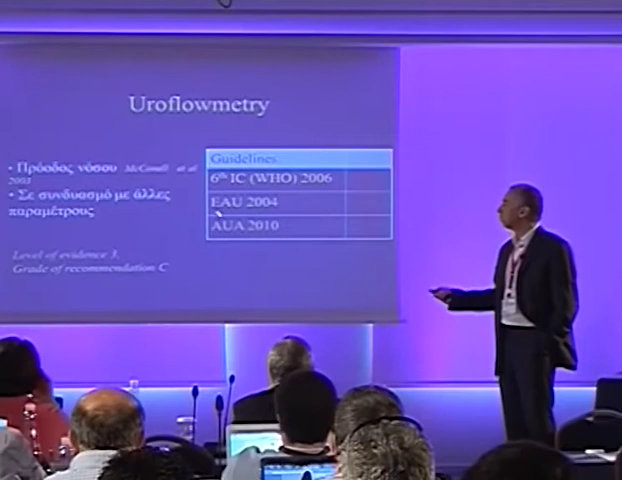 Uroflowmetry
• Πρόοδος νόσου McConell et al
2003
• Σε συνδυασμό με άλλες
παραμέτρους
Level of evidence 3,
Grade of recommendation C
Guidelines
6th IC (WHO) 2006
EAU 2004
AUA 2010